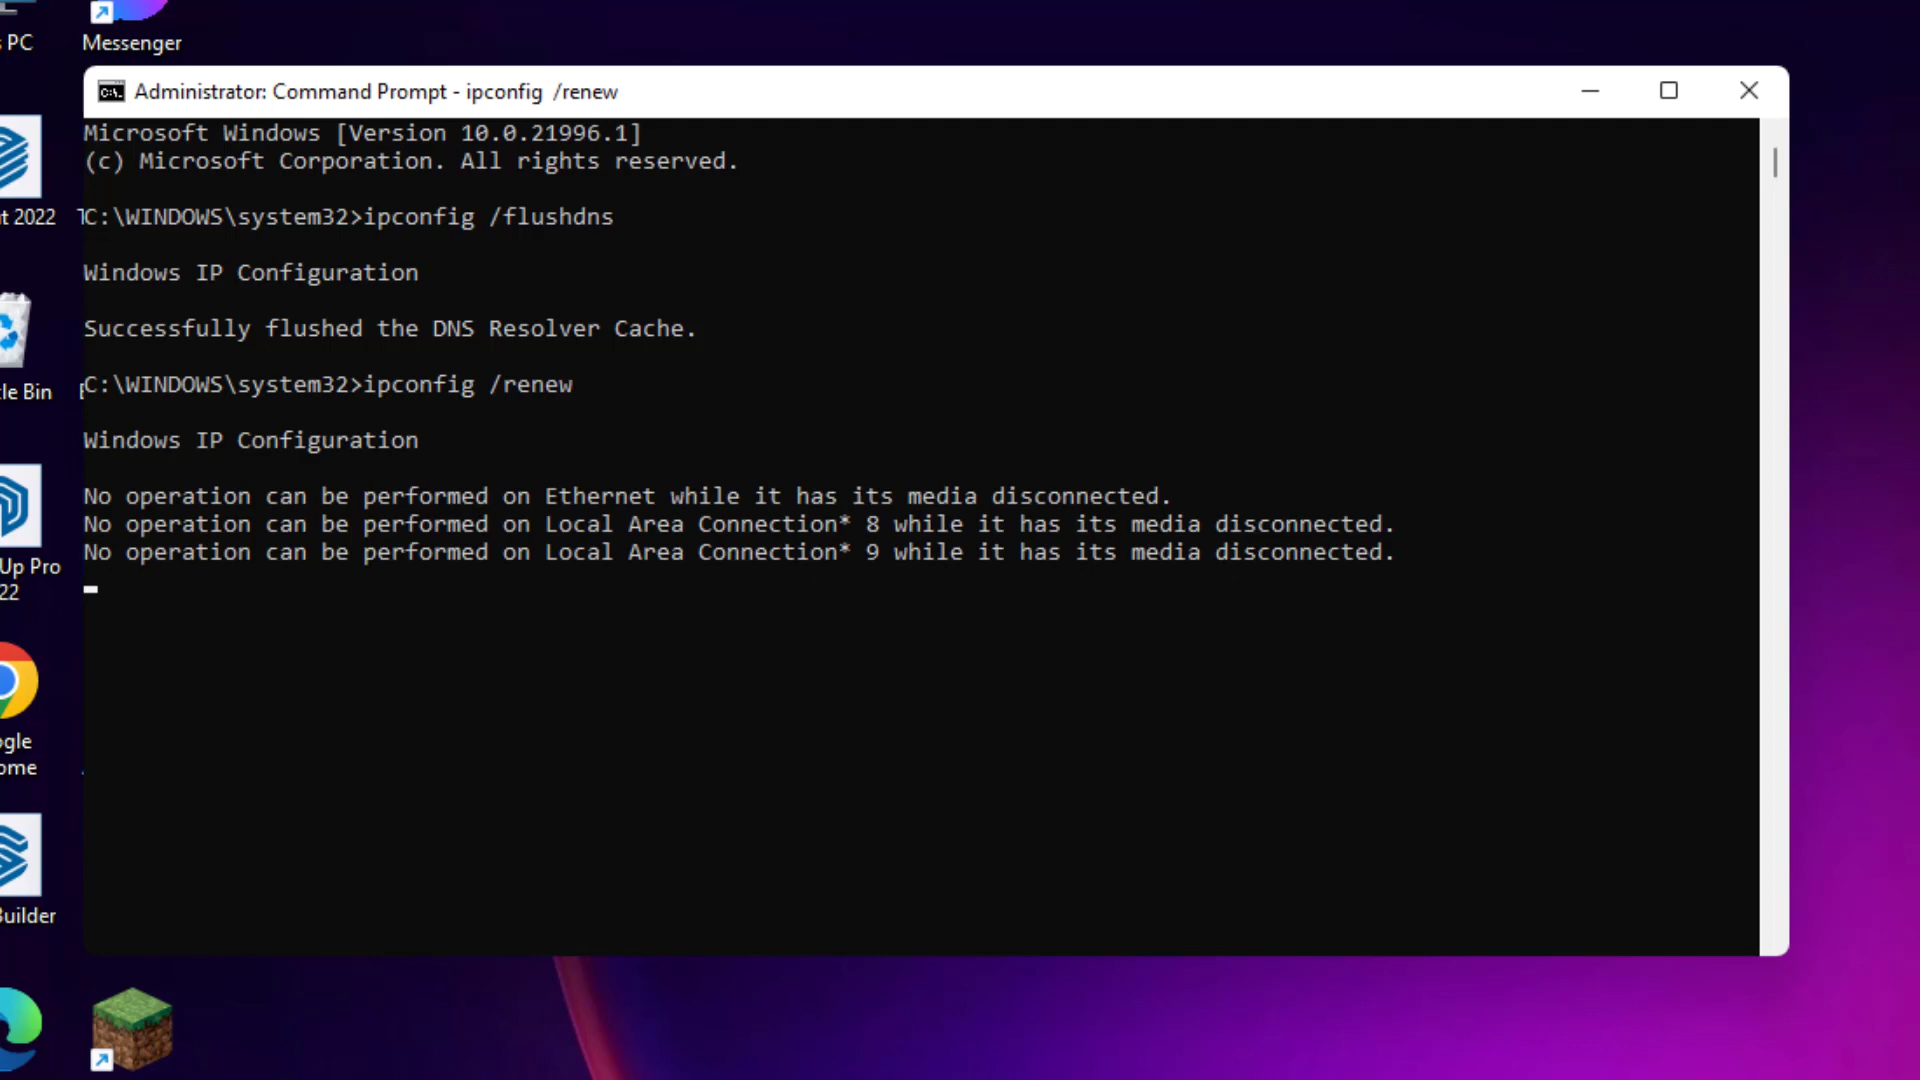 PC
Messenger
Administrator: Command Prompt - ipconfig /renew
Microsoft Windows [Version 10.0.21996.1]
(c) Microsoft Corporation. All rights reserved.
t 2022
C:\WINDOWS\system32>ipconfig /flushdns
Windows IP Configuration
Successfully flushed the DNS Resolver Cache.
cle Bin
C:\WINDOWS\system32>ipconfig /renew
Windows IP Configuration
No operation can be performed on Ethernet while it has its media disconnected.
No operation can be performed on Local Area Connection* 8 while it has its media disconnected.
No operation can be performed on Local Area Connection* 9 while it has its media disconnected.
Up Pro
22
ogle
ome
Builder